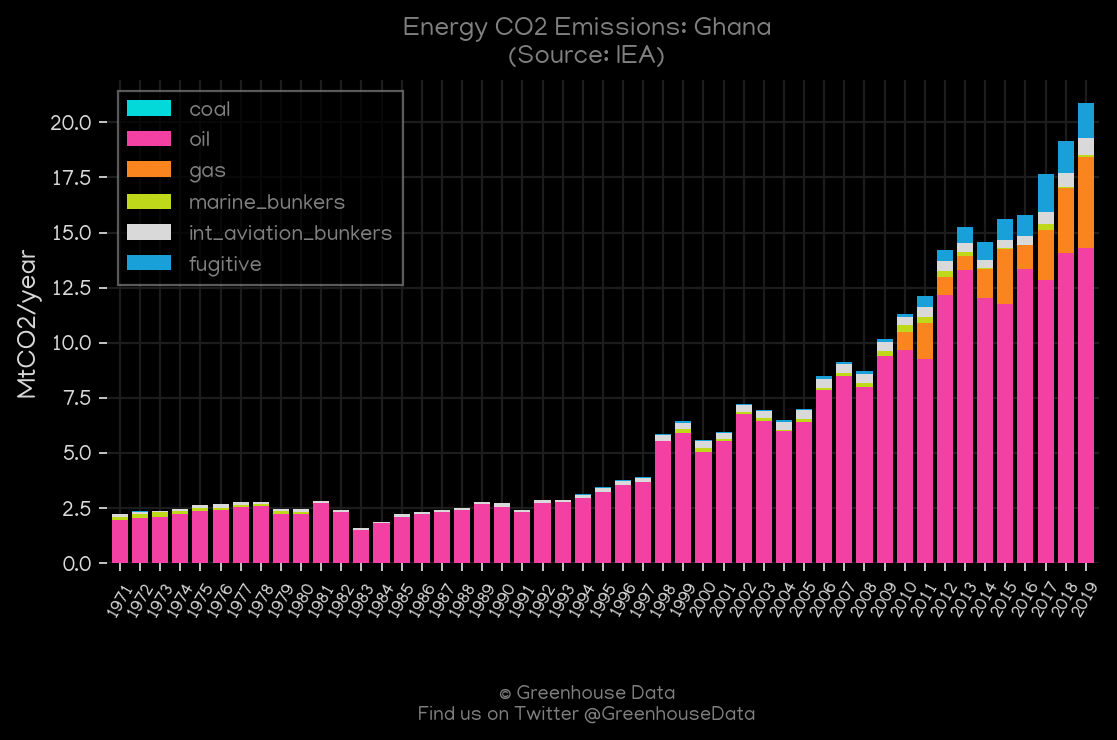 Energy CO2 Emissions: Ghana
(Source: IEA)
coal
oil
gas
marine_bunkers
int_aviation_bunkers
fugitive
MtCO2/year
20.0
17.5
15.0
12.5
10.0
7.5
5.0
2.5
0.0
1971 1972 1973 1974 1975 1976 1977 1978 1979 1980 1981 1982 1983 1984 1985 1986 1987 1988 1989 1990 1991 1992 1993 1994 1995 1996 1997 1998 1999 2000 2001 2002 2003 2004 2005 2006 2007 2008 2009 2010 2011 2012 2013 2014 2015 2016 2017 2018 2019
© Greenhouse Data
Find us on Twitter @GreenhouseData